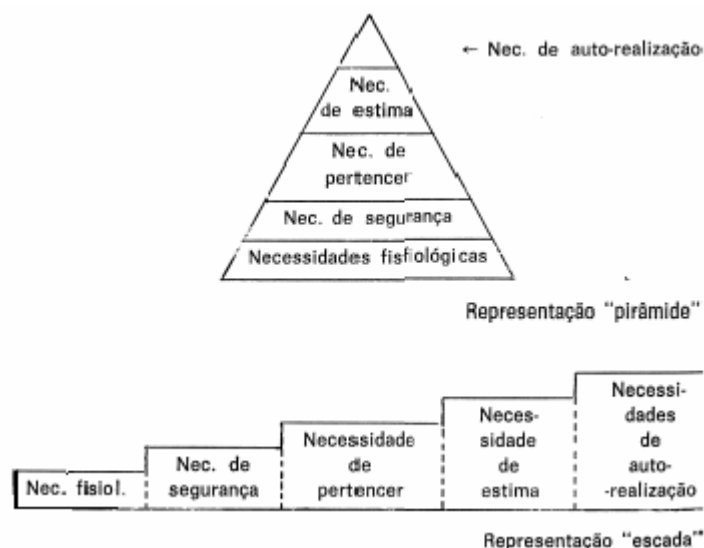 ← Nec. de auto-realização
Nec.
de estima
Nec. de
pertencer
Nec. de segurança
Necessidades fisfiológicas
Representação "pirâmide"
Nec. fisiol.
Nec. de
segurança
Necessidade
de
pertencer
Neces-
sidade
de
estima
Necessi-
dades
de
auto-
-realização
Representação "escada"